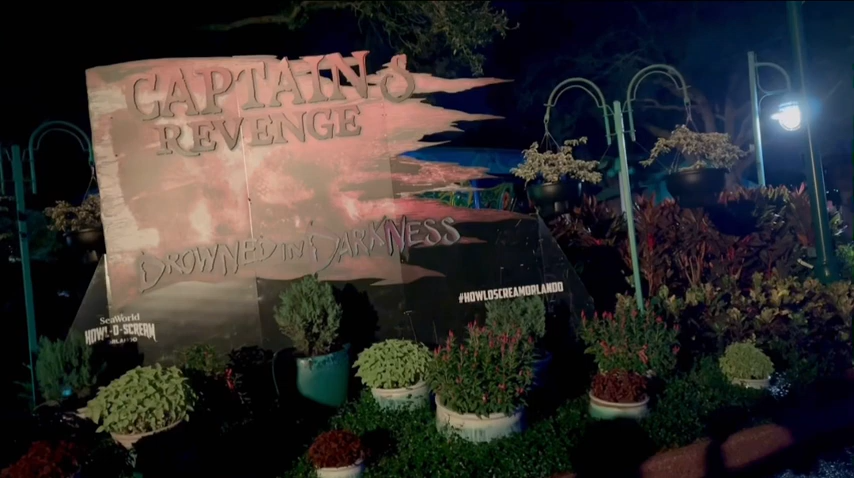 CAPTAIN'S
REVENGE
DROWNED IN DARKNESS
#HOWLOSCREAMORLANDO
SeaWorld
HOWL-O-SCREAM
ORLANDO